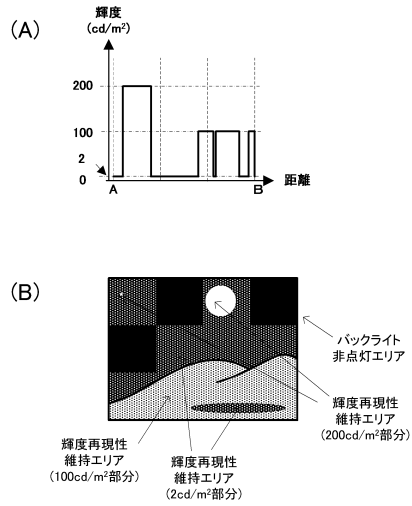 (A)
輝度
(cd/m²)
200
100
2
0
A
B
距離
(B)
バックライト
非点灯エリア
輝度再現性
維持エリア
(200cd/m²部分)
輝度再現性
維持エリア
(100cd/m²部分)
輝度再現性
維持エリア
(2cd/m²部分)